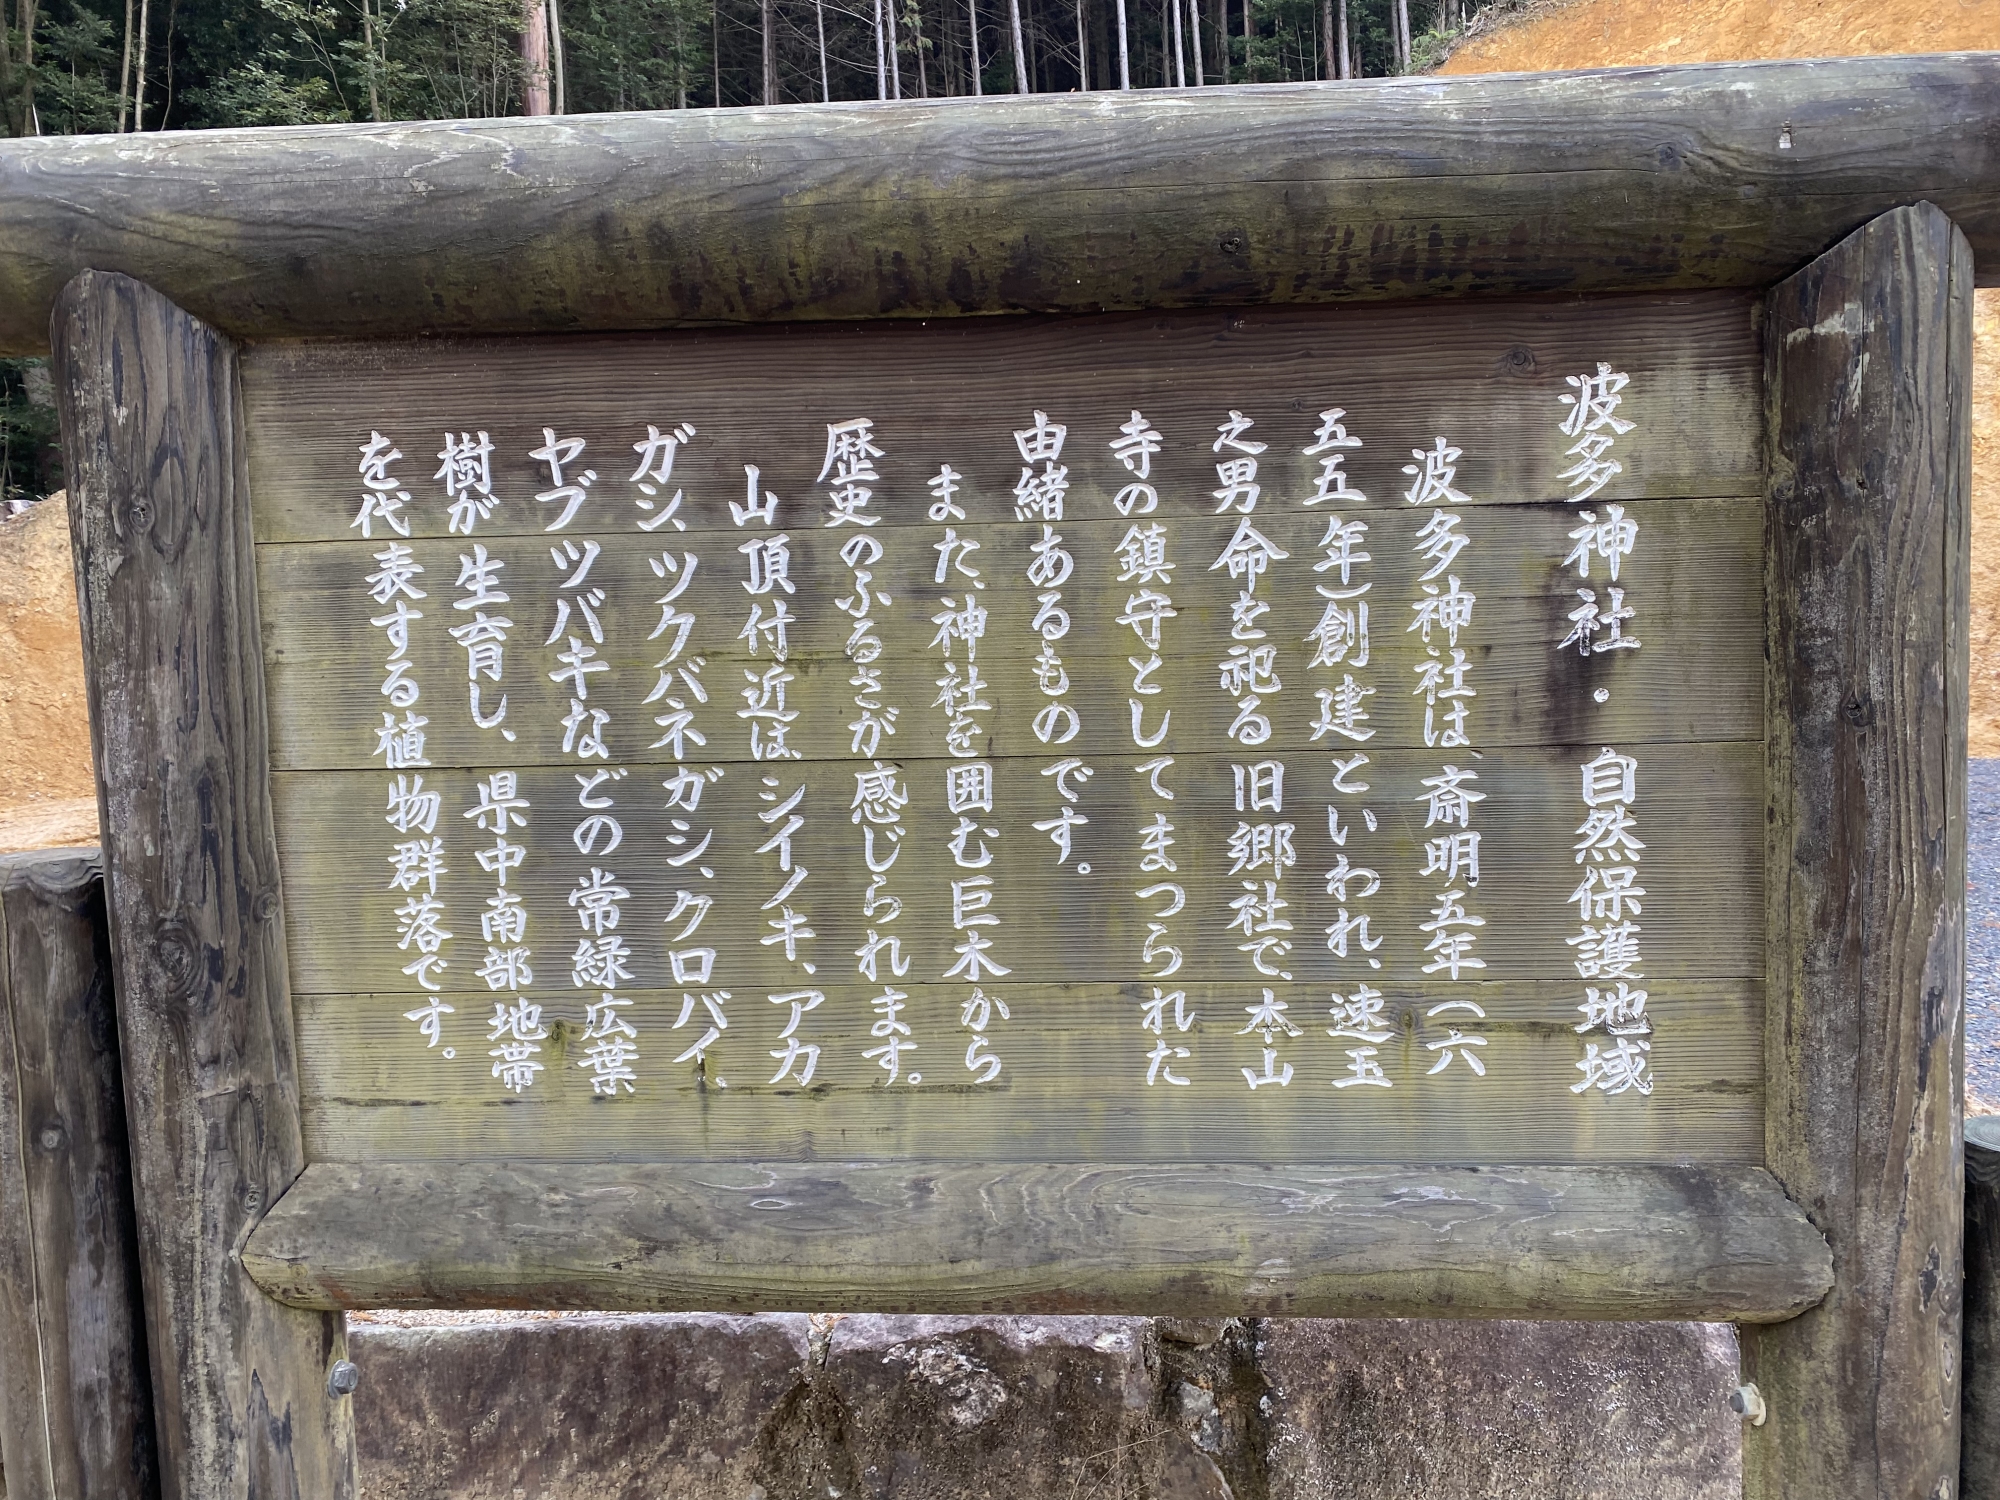 波多神社・自然保護地域
波多神社は、斎明五年（六
五五年）創建といわれ、速玉
之男命を祀る旧郷社で、本山
寺の鎮守としてまつられた
由緒あるものです。
また、神社を囲む巨木から
歴史のふるさが感じられます。
山頂付近は、シイノキ、アカ
ガシ、ツクバネガシ、クロバイ、
ヤブツバキなどの常緑広葉
樹が生育し、県中南部地帯
を代表する植物群落です。